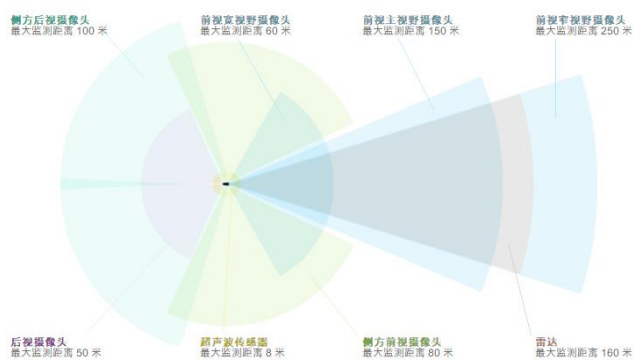 侧方后视摄像头
最大监测距离 100 米
前视宽视野摄像头
最大监测距离 60 米
前视主视野摄像头
最大监测距离 150 米
前视窄视野摄像头
最大监测距离 250 米
后视摄像头
最大监测距离 50 米
超声波传感器
最大监测距离 8 米
侧方前视摄像头
最大监测距离 80 米
雷达
最大监测距离 160 米